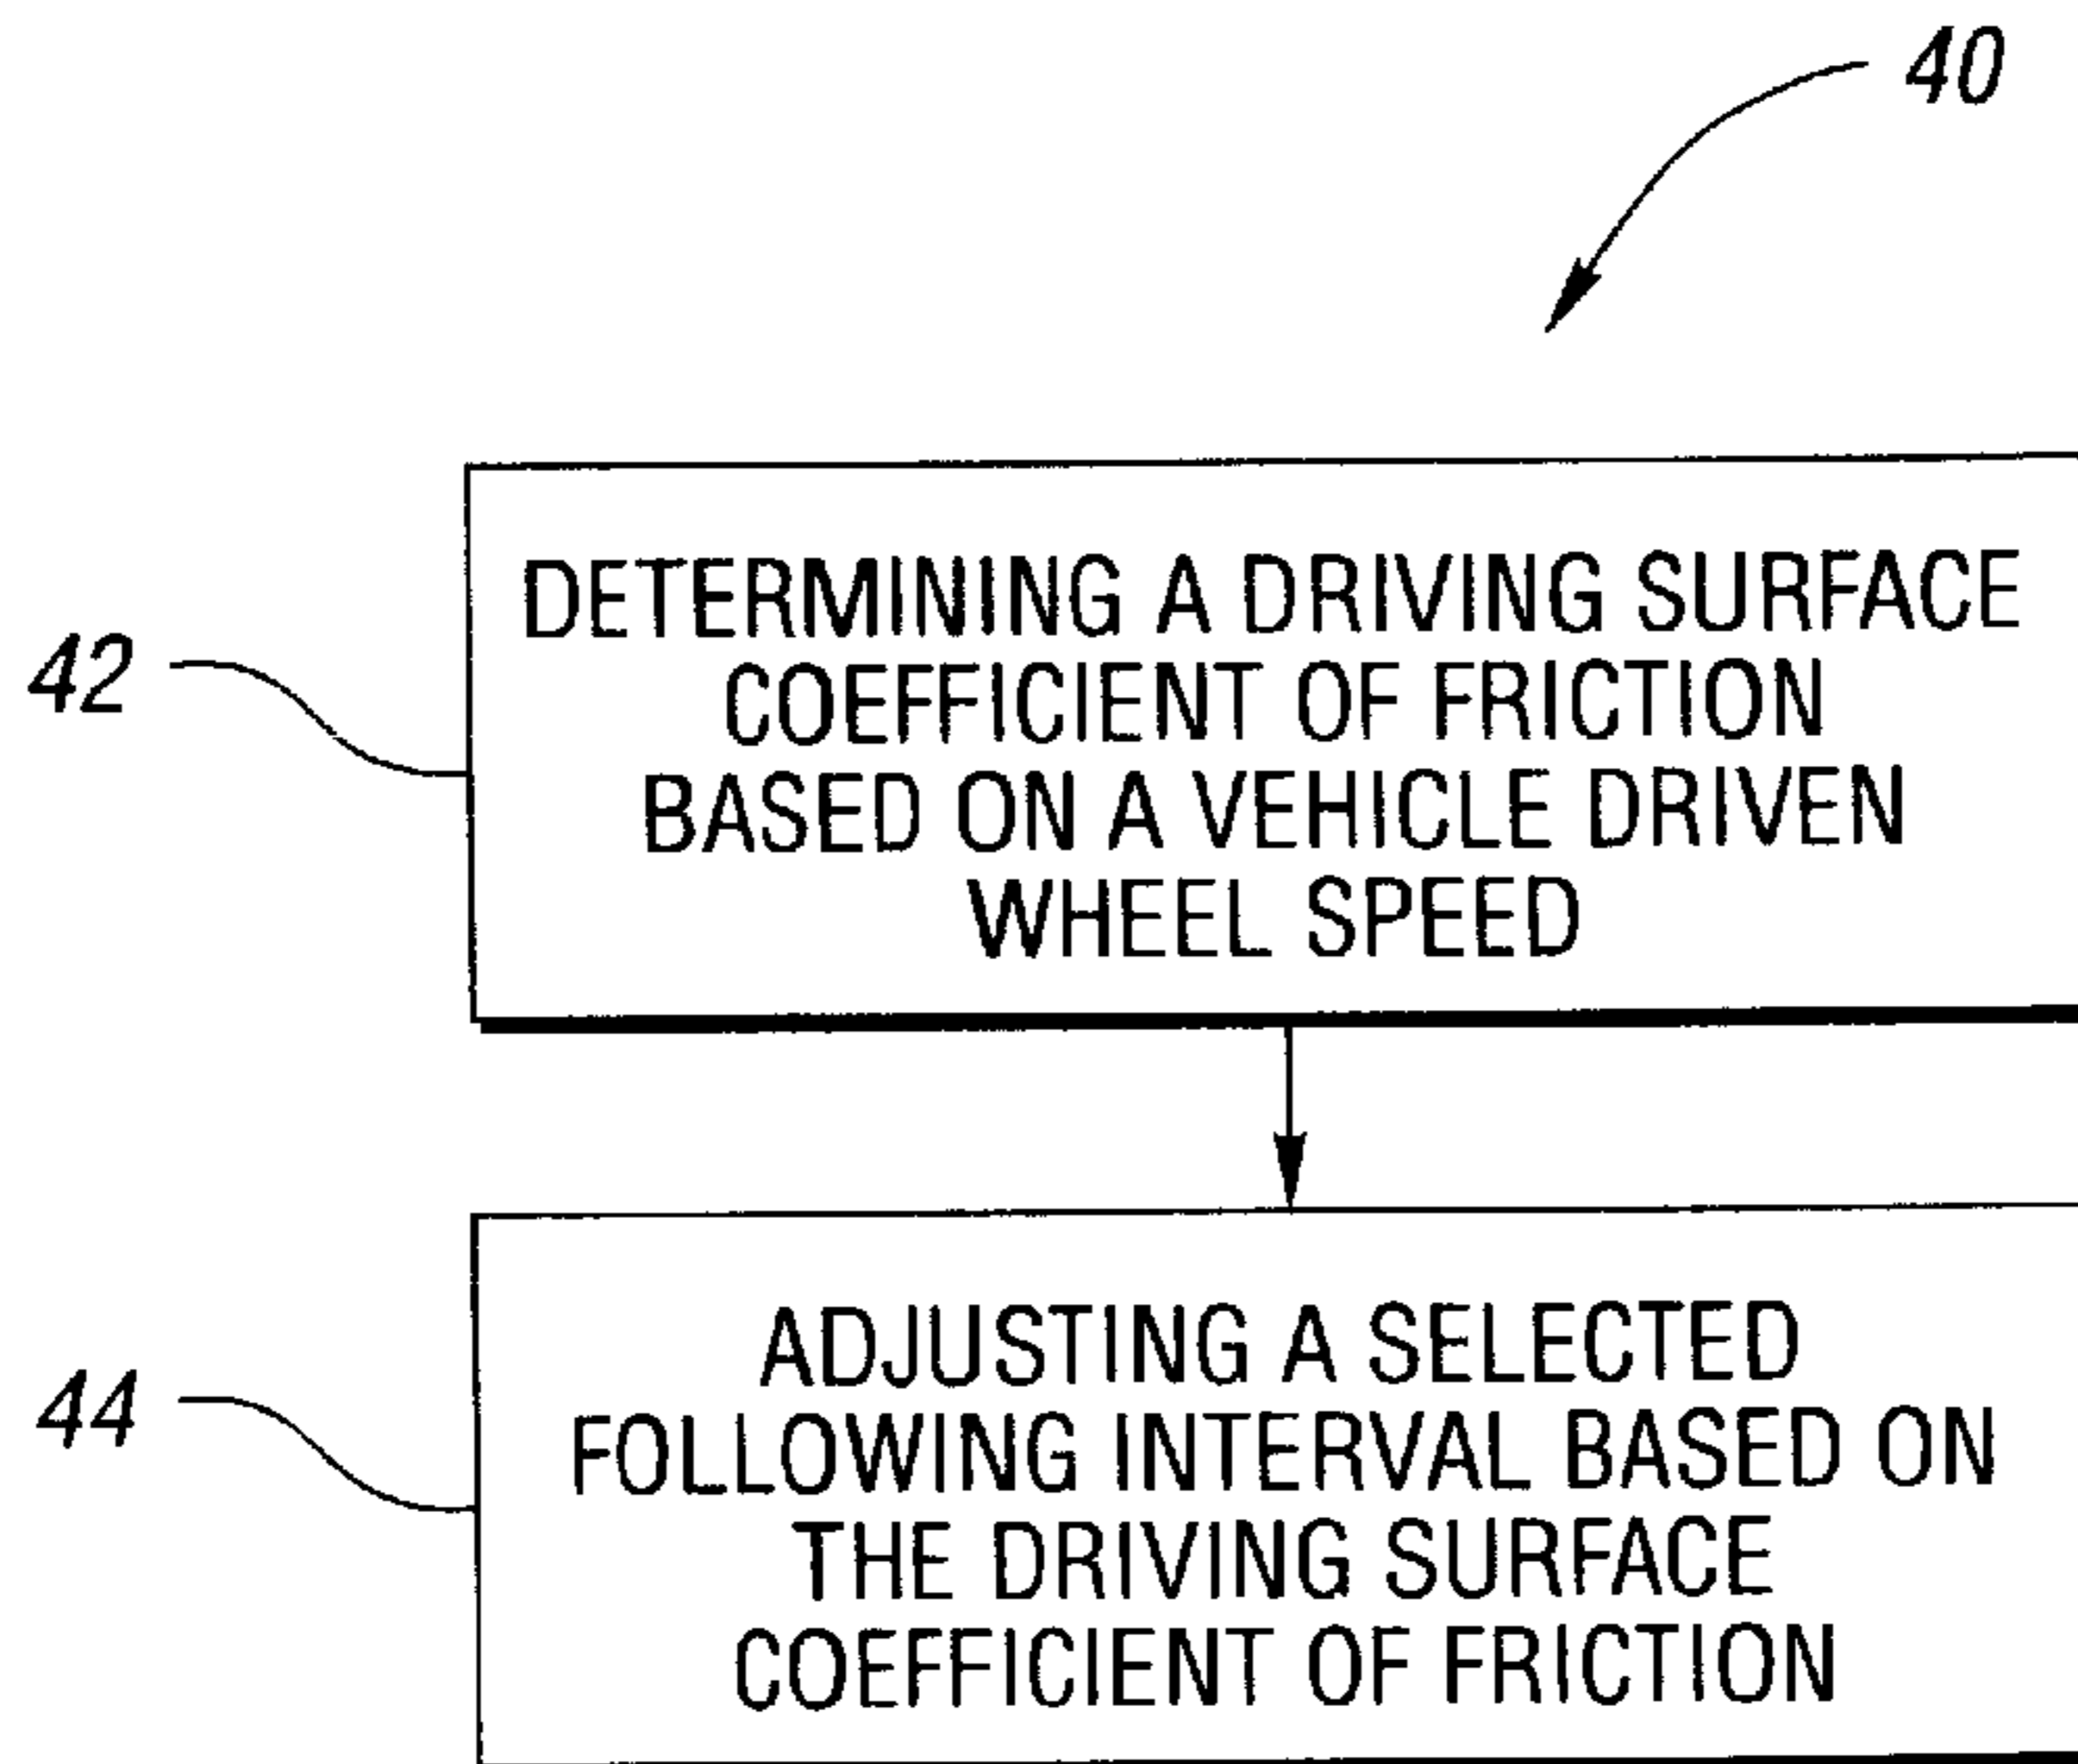 40
42
DETERMINING A DRIVING SURFACE
COEFFICIENT OF FRICTION
BASED ON A VEHICLE DRIVEN
WHEEL SPEED
44
ADJUSTING A SELECTED
FOLLOWING INTERVAL BASED ON
THE DRIVING SURFACE
COEFFICIENT OF FRICTION